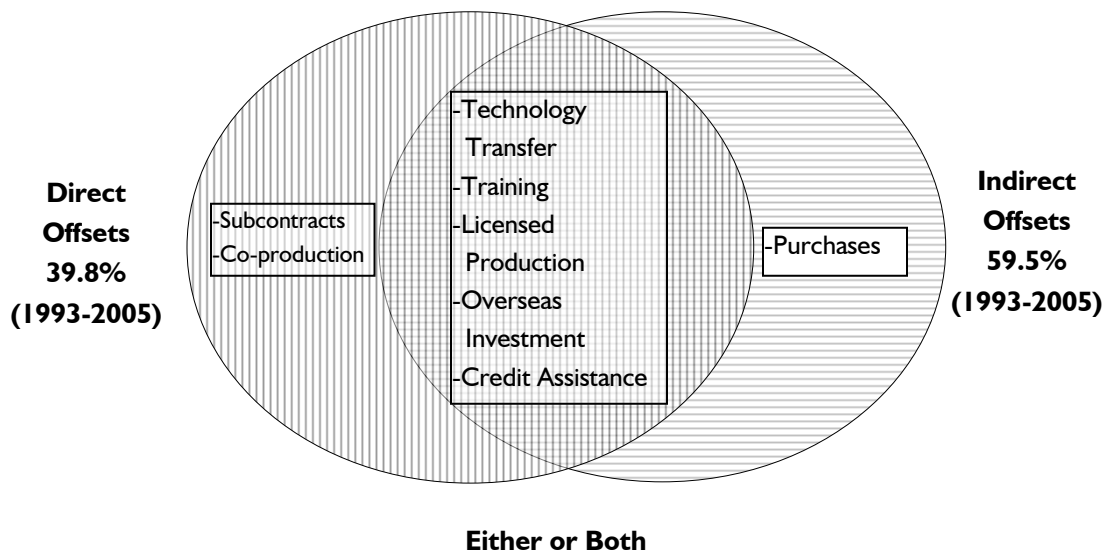 Direct
Offsets
39.8%
(1993-2005)
-Subcontracts
-Co-production
-Technology
Transfer
-Training
-Licensed
Production
-Overseas
Investment
-Credit Assistance
-Purchases
Indirect
Offsets
59.5%
(1993-2005)
Either or Both